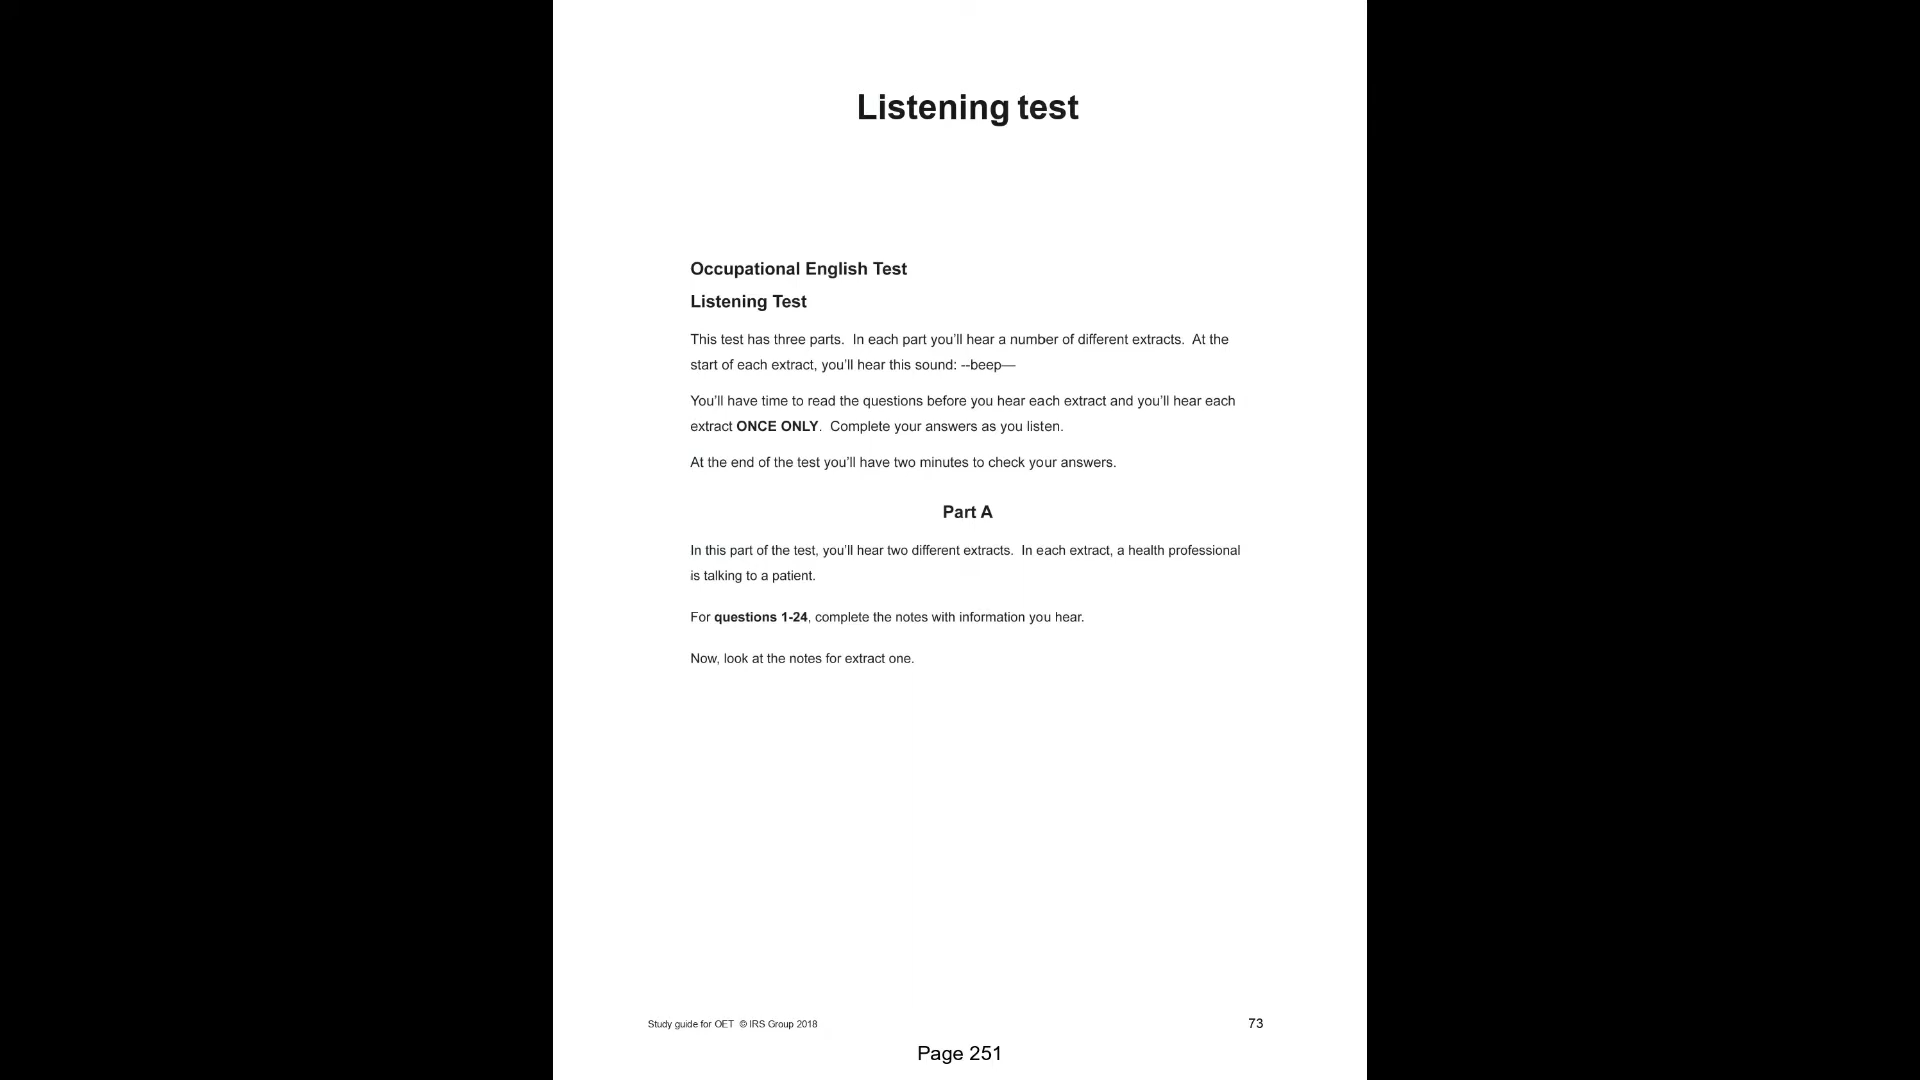 Listening test
Occupational English Test
Listening Test
This test has three parts.  In each part you’ll hear a number of different extracts.  At the
start of each extract, you’ll hear this sound: --beep—
You’ll have time to read the questions before you hear each extract and you’ll hear each
extract ONCE ONLY.  Complete your answers as you listen.
At the end of the test you’ll have two minutes to check your answers.
Part A
In this part of the test, you’ll hear two different extracts.  In each extract, a health professional
is talking to a patient.
For questions 1-24, complete the notes with information you hear.
Now, look at the notes for extract one.
Study guide for OET  © IRS Group 2018
73
Page 251